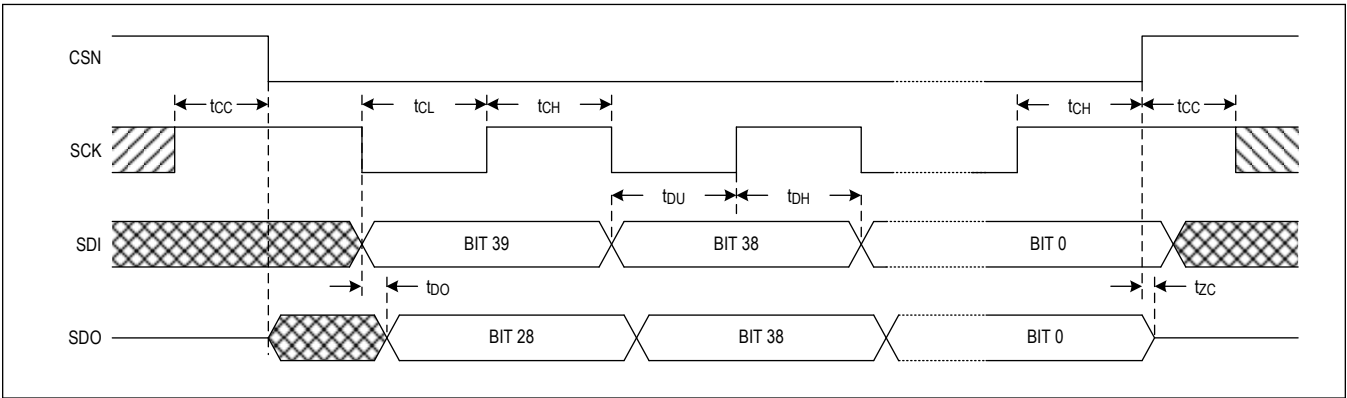 CSN
tCC tCL tCH tCH tCC
SCK
tDU tDH
SDI BIT 39 BIT 38 BIT 0
tDO tZC
SDO BIT 28 BIT 38 BIT 0